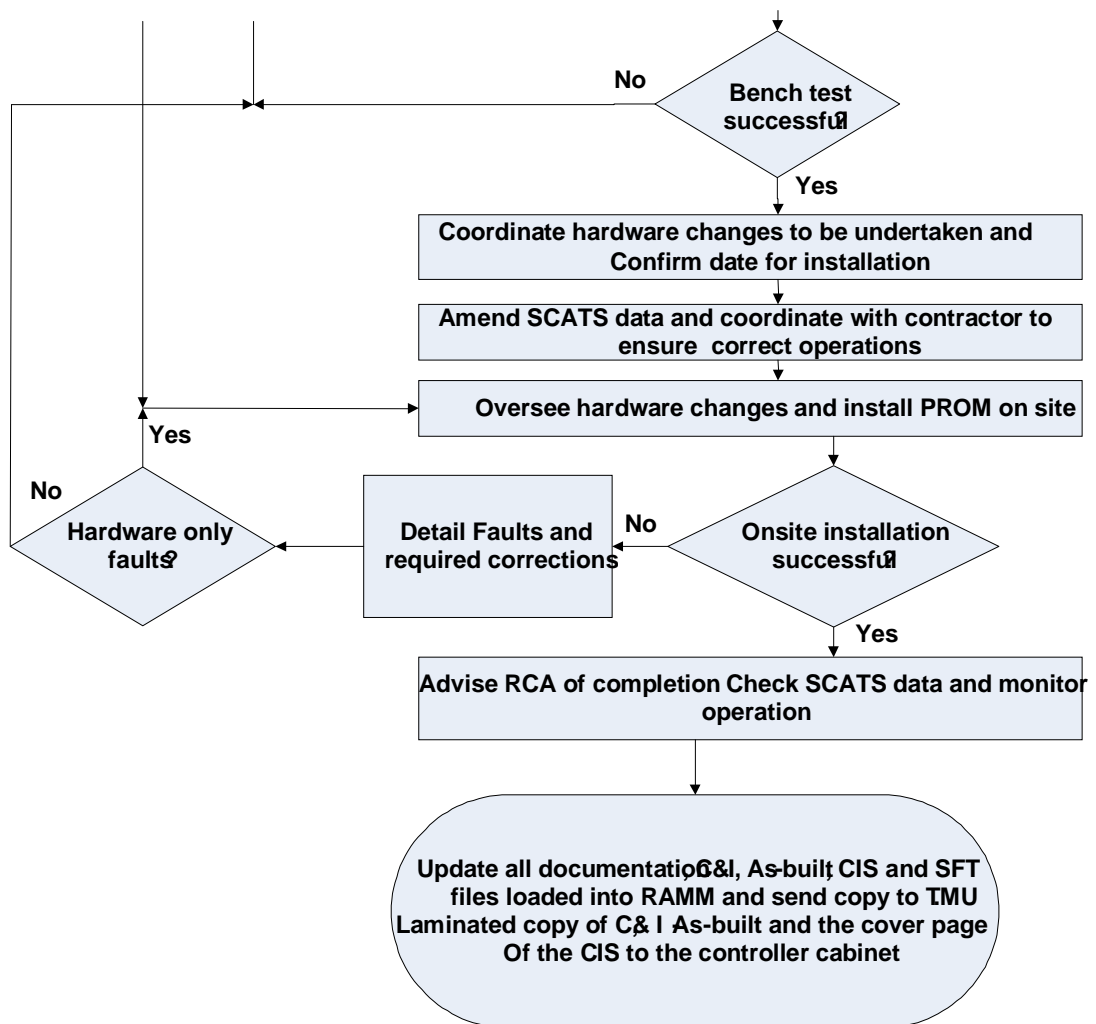 No
Bench test
successful?
Yes
Coordinate hardware changes to be undertaken and
Confirm date for installation
Amend SCATS data and coordinate with contractor to
ensure correct operations
Oversee hardware changes and install PROM on site
Yes
No
Hardware only
faults?
Detail Faults and
required corrections
No
Onsite installation
successful?
Yes
Advise RCA of completion Check SCATS data and monitor
operation
Update all documentation, C&I, As-built, CIS and SFT
files loaded into RAMM and send copy to TMU.
Laminated copy of C& I, As-built and the cover page
Of the CIS to the controller cabinet